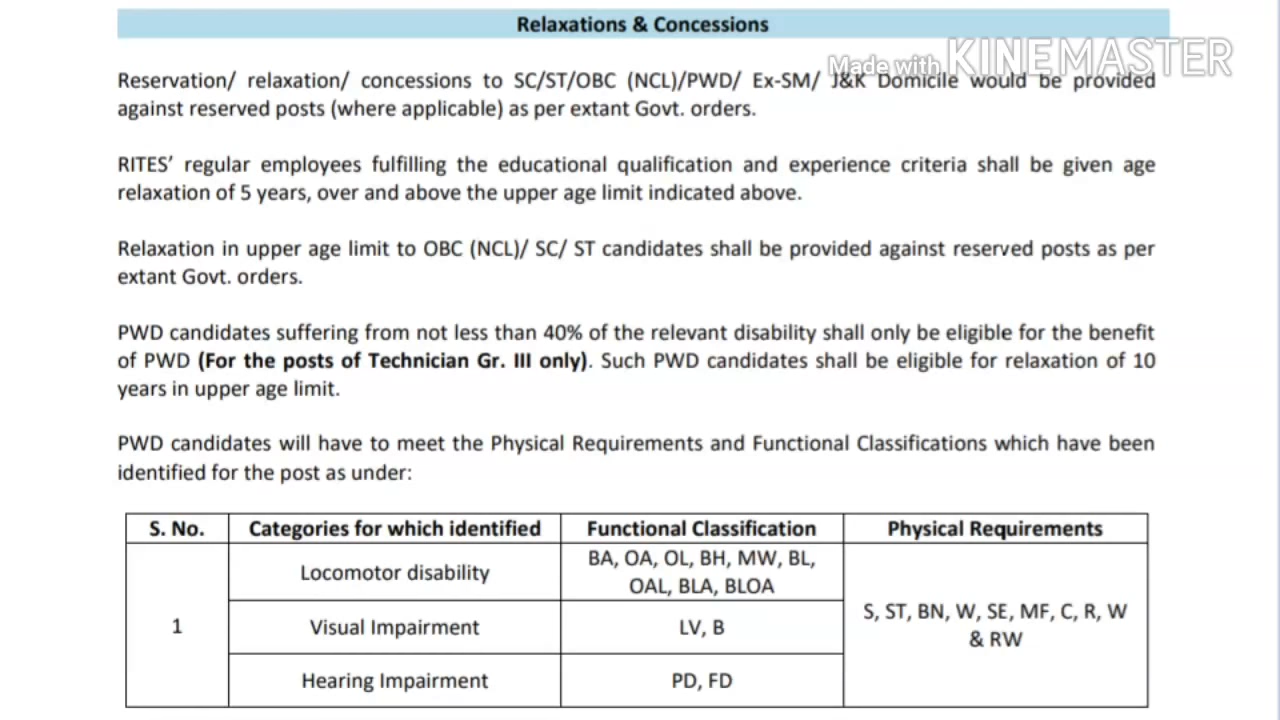 Relaxations & Concessions
Made with KINEMASTER
Reservation/ relaxation/ concessions to SC/ST/OBC (NCL)/PWD/ Ex-SM/ J&K Domicile would be provided
against reserved posts (where applicable) as per extant Govt. orders.
RITES' regular employees fulfilling the educational qualification and experience criteria shall be given age
relaxation of 5 years, over and above the upper age limit indicated above.
Relaxation in upper age limit to OBC (NCL)/ SC/ ST candidates shall be provided against reserved posts as per
extant Govt. orders.
PWD candidates suffering from not less than 40% of the relevant disability shall only be eligible for the benefit
of PWD (For the posts of Technician Gr. III only). Such PWD candidates shall be eligible for relaxation of 10
years in upper age limit.
PWD candidates will have to meet the Physical Requirements and Functional Classifications which have been
identified for the post as under:
S. No. Categories for which identified Functional Classification Physical Requirements
1
Locomotor disability
BA, OA, OL, BH, MW, BL,
OAL, BLA, BLOA
Visual Impairment LV, B
Hearing Impairment PD, FD
S, ST, BN, W, SE, MF, C, R, W
& RW